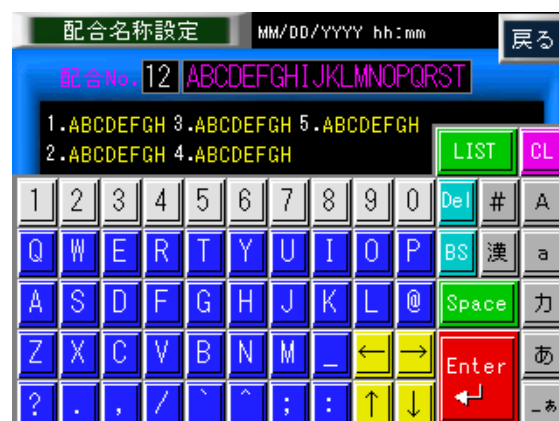 配合名称設定 MM/DD/YYYY hh:mm 戻る
配合No. 12 ABCDEFGHIJKLMNOPQRST
1.ABCDEFGH 3.ABCDEFGH 5.ABCDEFGH
2.ABCDEFGH 4.ABCDEFGH LIST CL
1 2 3 4 5 6 7 8 9 0 Del # A
Q W E R T Y U I O P BS 漢 a
A S D F G H J K L @ Space カ
Z X C V B N M _ ← → Enter あ
? . , / ` ^ ; : ↑ ↓ ↵ _ぁ